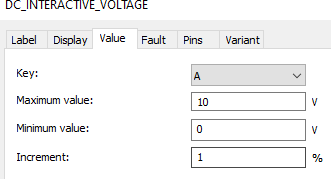 DC_INTERACTIVE_VOLTAGE
Label Display Value Fault Pins Variant
Key: A
Maximum value: 10 V
Minimum value: 0 V
Increment: 1 %